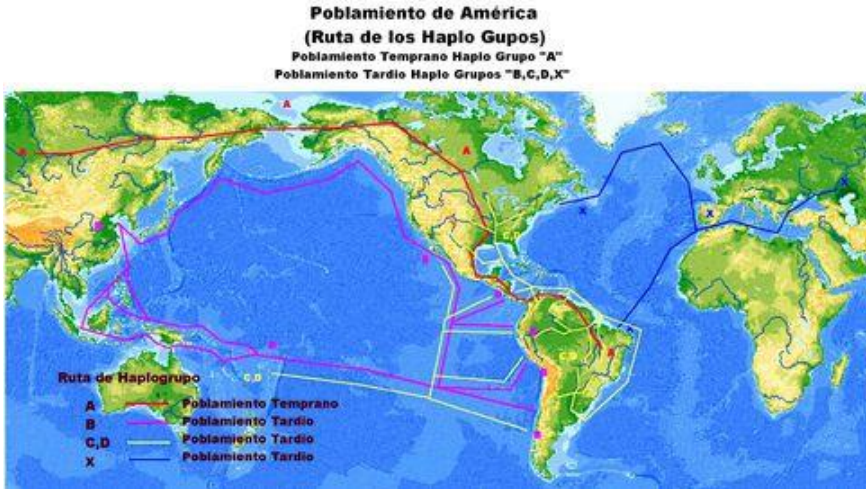 Poblamiento de América
(Ruta de los Haplo Gupos)
Poblamiento Temprano Haplo Grupo "A"
Poblamiento Tardio Haplo Grupos "B,C,D,X"
A
A
A
B
X
X
X
B
B
B
B
B
X
C,D
A
C,D
B
B
Ruta de Haplogrupo
A Poblamiento Temprano
B Poblamiento Tardio
C,D Poblamiento Tardio
X Poblamiento Tardio